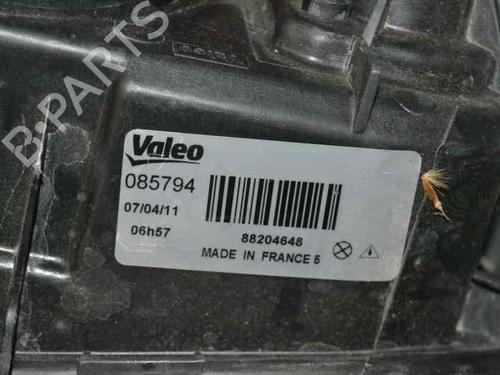 B-PARTS
Valeo
085794
07/04/11
06h57
88204648
MADE IN FRANCE 5